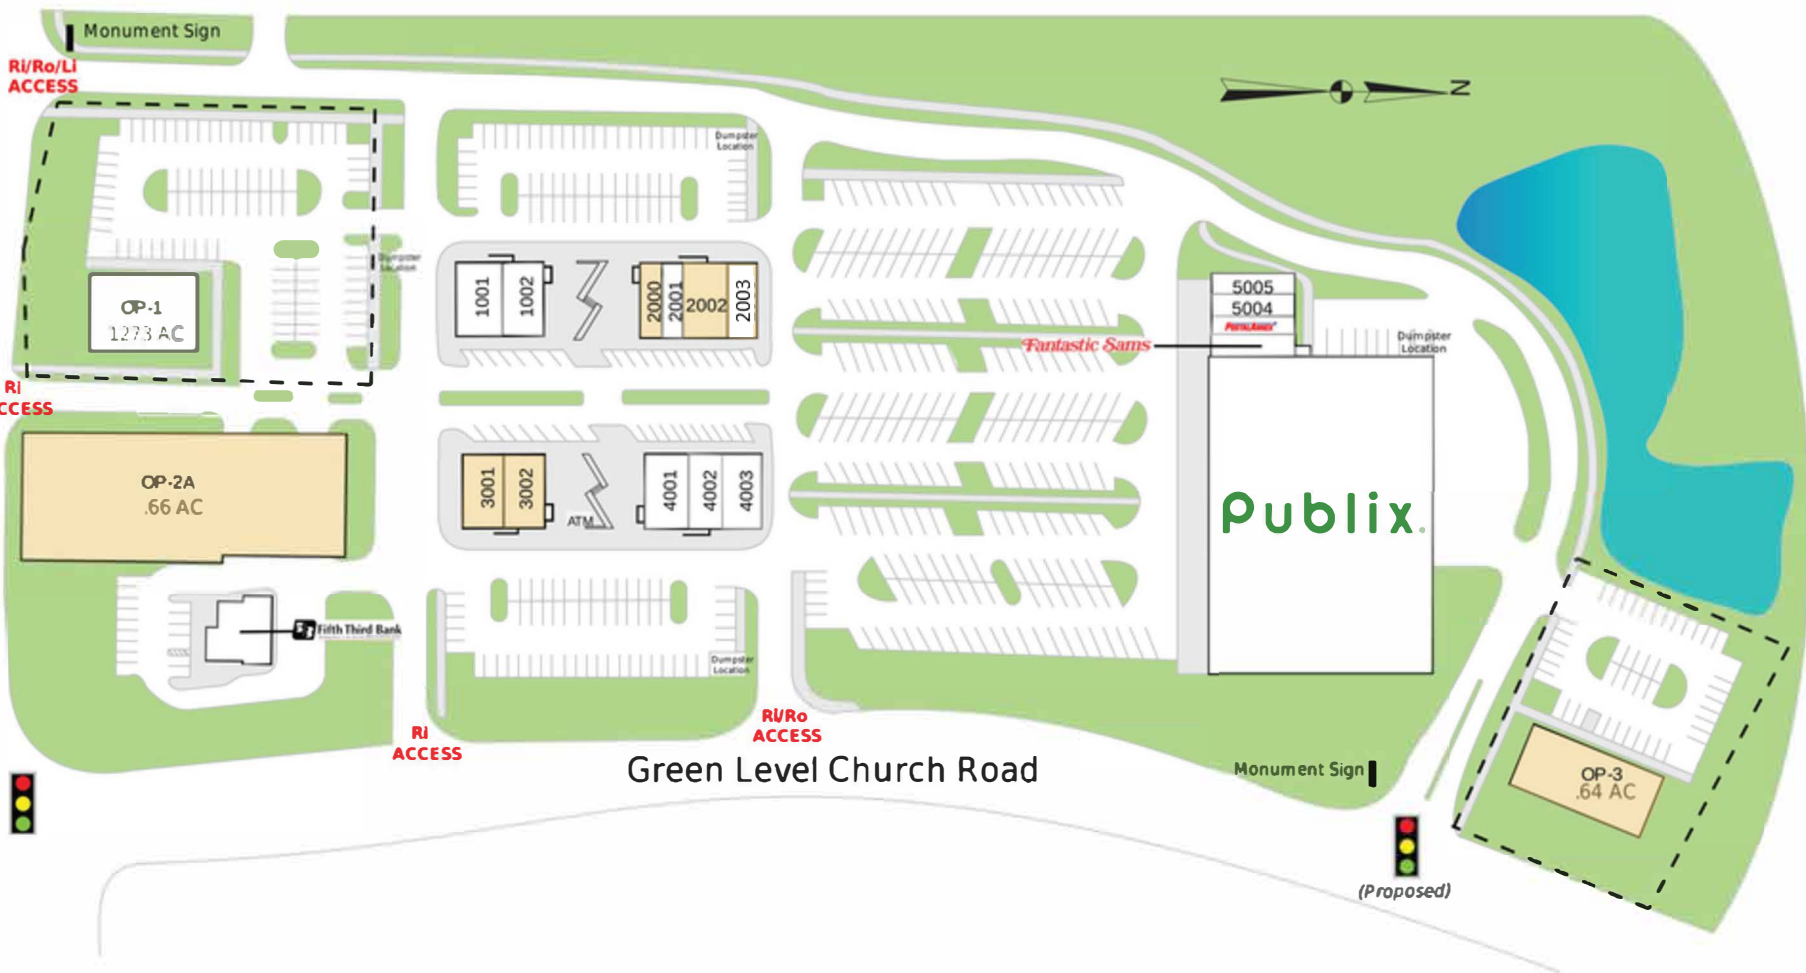 Monument Sign
Ri/Ro/Li
ACCESS
N
Dumpster
Location
Dumpster
Location
OP-1
1273 AC
1001
1002
2000
2001
2002
2003
5005
5004
PostalAnnex
Fantastic Sams
Dumpster
Location
Ri
CCESS
OP-2A
.66 AC
3001
3002
ATM
4001
4002
4003
Publix.
Fifth Third Bank
Dumpster
Location
Ri
ACCESS
Ri/Ro
ACCESS
Green Level Church Road
Monument Sign
OP-3
.64 AC
(Proposed)